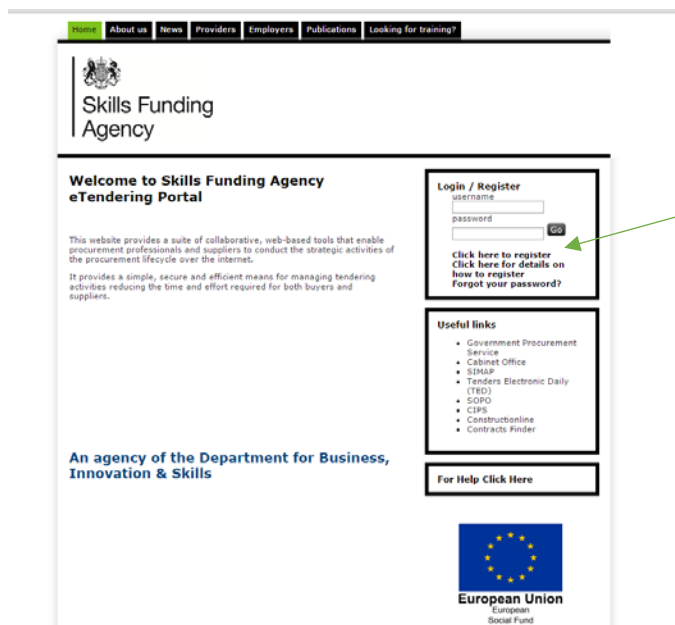 Home About us News Providers Employers Publications Looking for training?
Skills Funding
Agency
Welcome to Skills Funding Agency
eTendering Portal
This website provides a suite of collaborative, web-based tools that enable
procurement professionals and suppliers to conduct the strategic activities of
the procurement lifecycle over the internet.
It provides a simple, secure and efficient means for managing tendering
activities reducing the time and effort required for both buyers and
suppliers.
An agency of the Department for Business,
Innovation & Skills
Login / Register
username
password
Go
Click here to register
Click here for details on
how to register
Forgot your password?
Useful links
Government Procurement
Service
Cabinet Office
SIMAP
Tenders Electronic Daily
(TED)
SOPO
CIPS
Constructionline
Contracts Finder
For Help Click Here
European Union
European
Social Fund